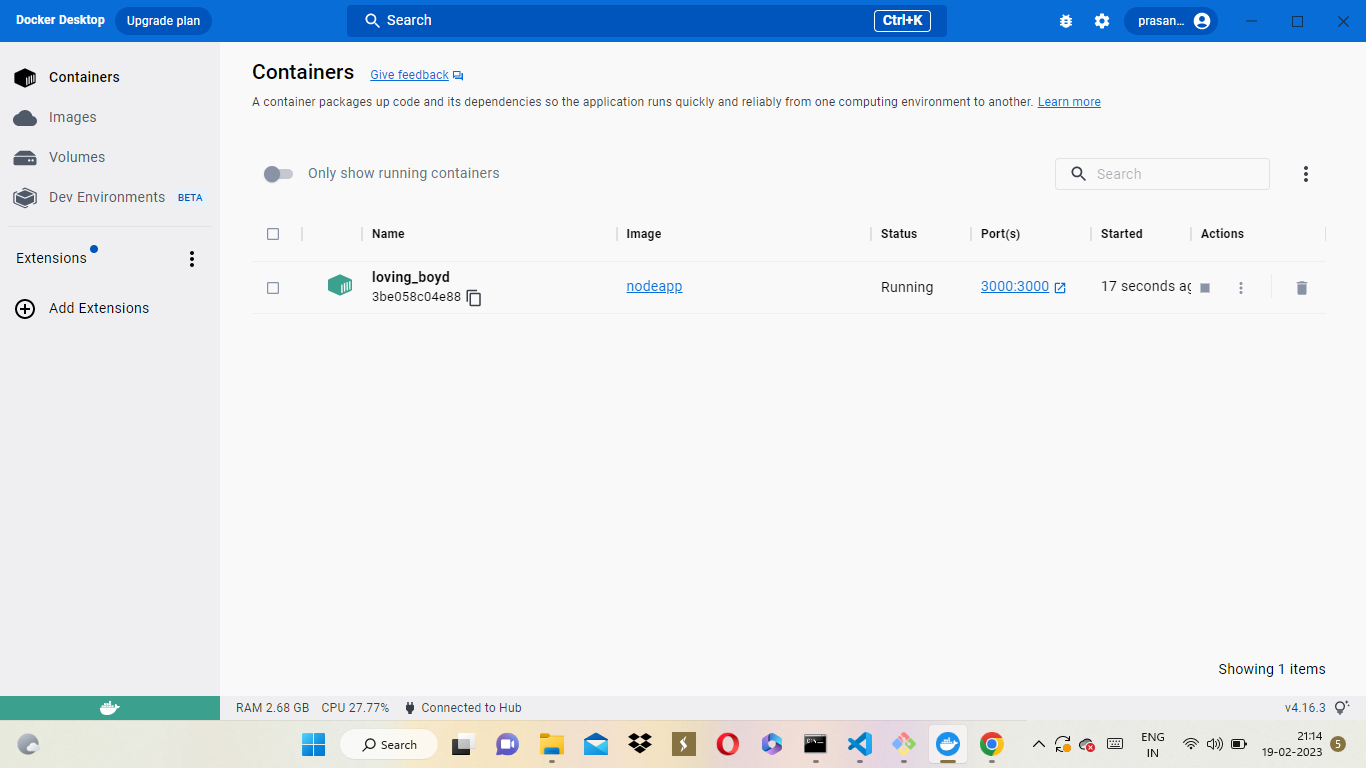 Docker Desktop Upgrade plan Search Ctrl+K prasan...
Containers
Images
Volumes
Dev Environments BETA
Extensions
Add Extensions
Containers Give feedback
A container packages up code and its dependencies so the application runs quickly and reliably from one computing environment to another. Learn more
Only show running containers Search
Name Image Status Port(s) Started Actions
loving_boyd
3be058c04e88 nodeapp Running 3000:3000 17 seconds ag
Showing 1 items
RAM 2.68 GB CPU 27.77% Connected to Hub v4.16.3
Search
ENG
IN
21:14
19-02-2023 5